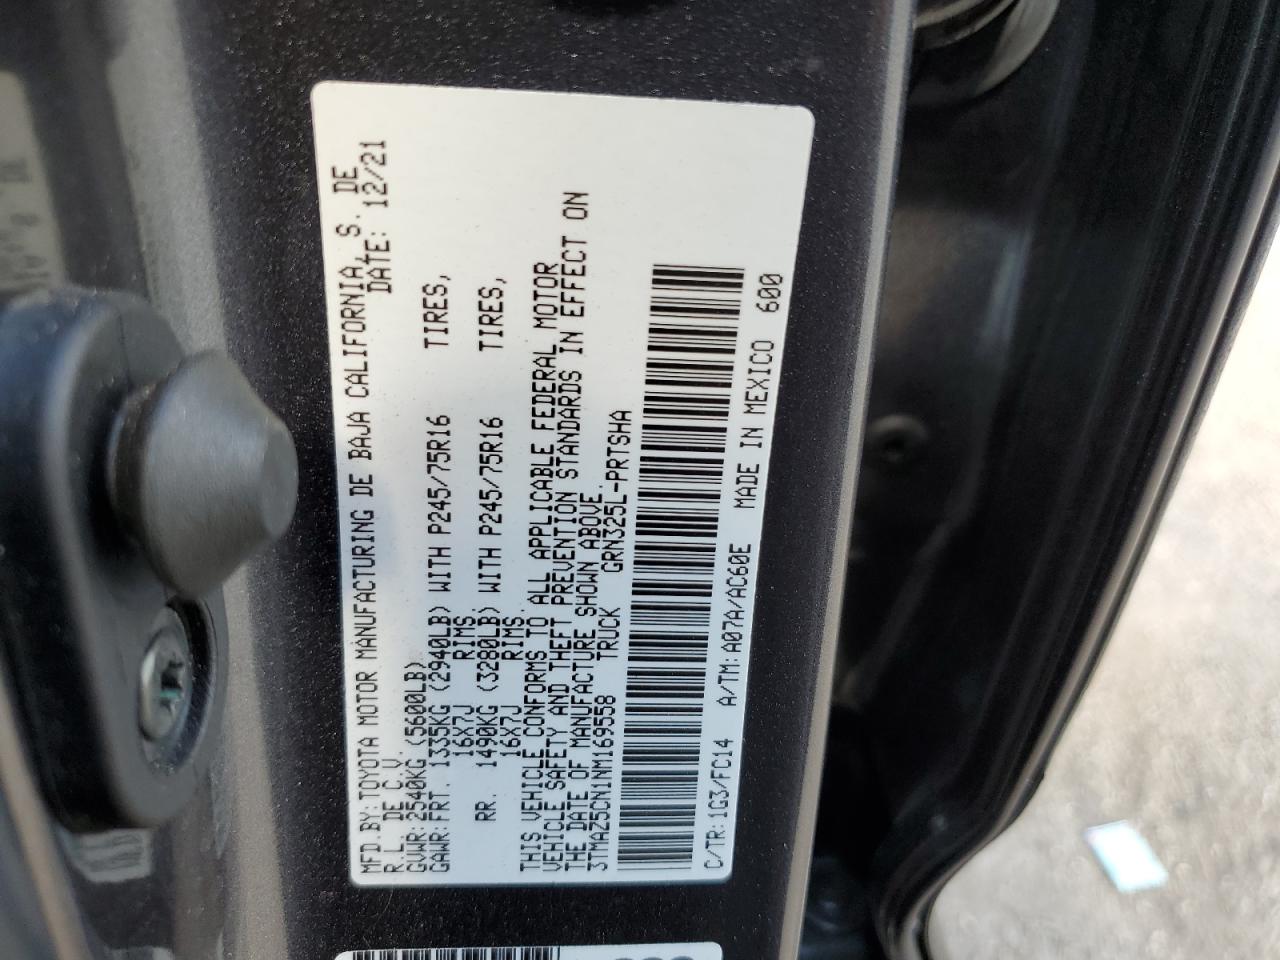 MFD.BY:TOYOTA MOTOR MANUFACTURING DE BAJA CALIFORNIA, S. DE
R.L. DE C.V. DATE: 12/21
GVWR:2540KG (5600LB)
GAWR:FRT. 1335KG (2940LB) WITH P245/75R16 TIRES,
16X7J RIMS
RR. 1490KG (3280LB) WITH P245/75R16 TIRES,
16X7J RIMS.
THIS VEHICLE CONFORMS TO ALL APPLICABLE FEDERAL MOTOR
VEHICLE SAFETY AND THEFT PREVENTION STANDARDS IN EFFECT ON
THE DATE OF MANUFACTURE SHOWN ABOVE.
3TMAZ5CN1NM169558 TRUCK GRN325L-PRTSHA
C/TR:1G3/FC14 A/TM:A07A/AC60E MADE IN MEXICO 600